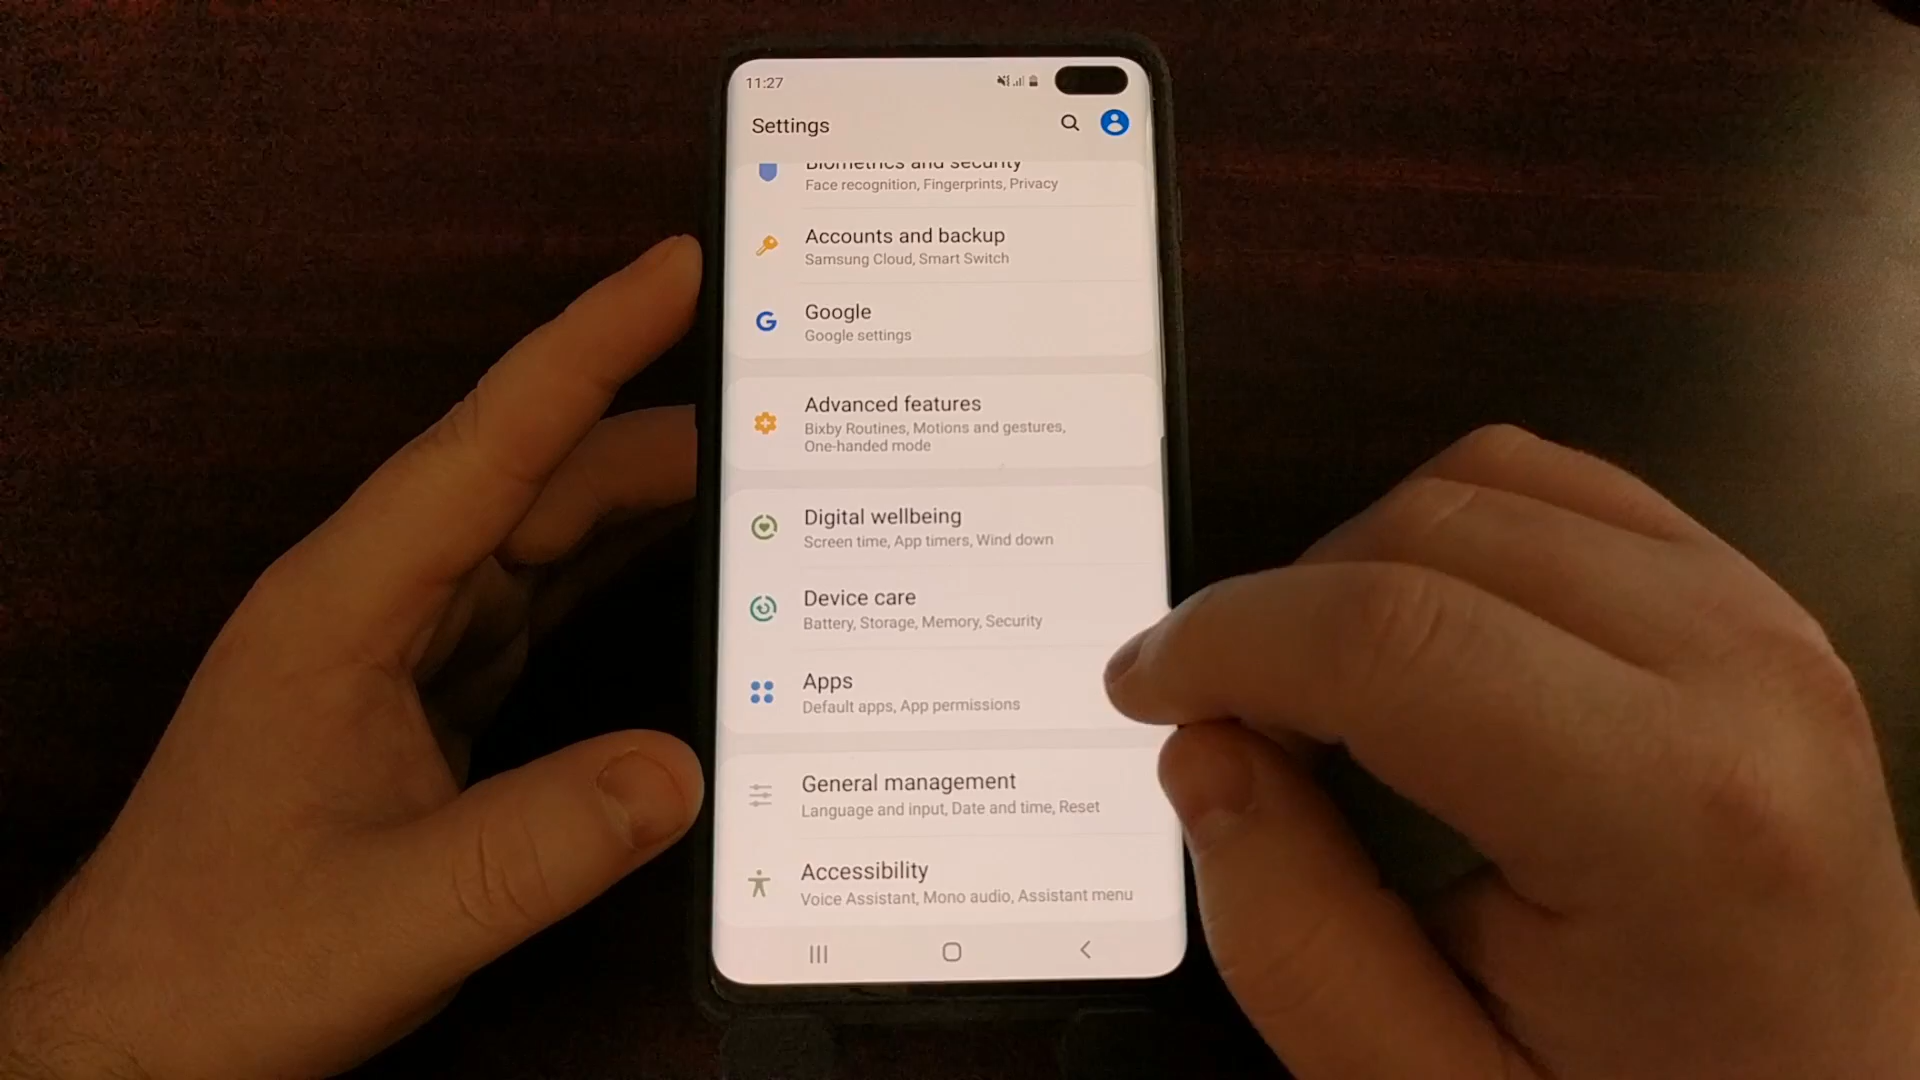 11:27
Settings
Biometrics and security
Face recognition, Fingerprints, Privacy
Accounts and backup
Samsung Cloud, Smart Switch
G
Google
Google settings
Advanced features
Bixby Routines, Motions and gestures,
One-handed mode
Digital wellbeing
Screen time, App timers, Wind down
Device care
Battery, Storage, Memory, Security
Apps
Default apps, App permissions
General management
Language and input, Date and time, Reset
Accessibility
Voice Assistant, Mono audio, Assistant menu